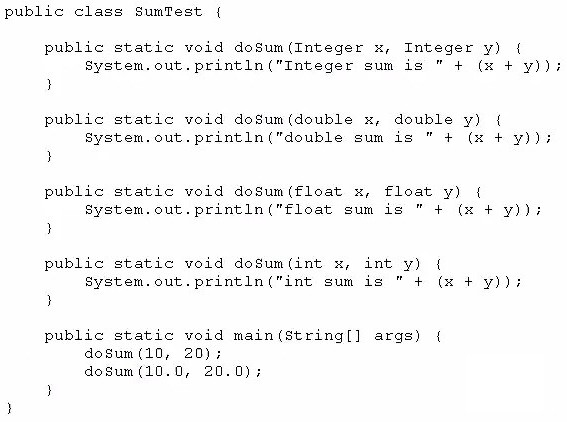 public class SumTest {
    public static void doSum(Integer x, Integer y) {
        System.out.println("Integer sum is " + (x + y));
    }
    public static void doSum(double x, double y) {
        System.out.println("double sum is " + (x + y));
    }
    public static void doSum(float x, float y) {
        System.out.println("float sum is " + (x + y));
    }
    public static void doSum(int x, int y) {
        System.out.println("int sum is " + (x + y));
    }
    public static void main(String[] args) {
        doSum(10, 20);
        doSum(10.0, 20.0);
    }
}